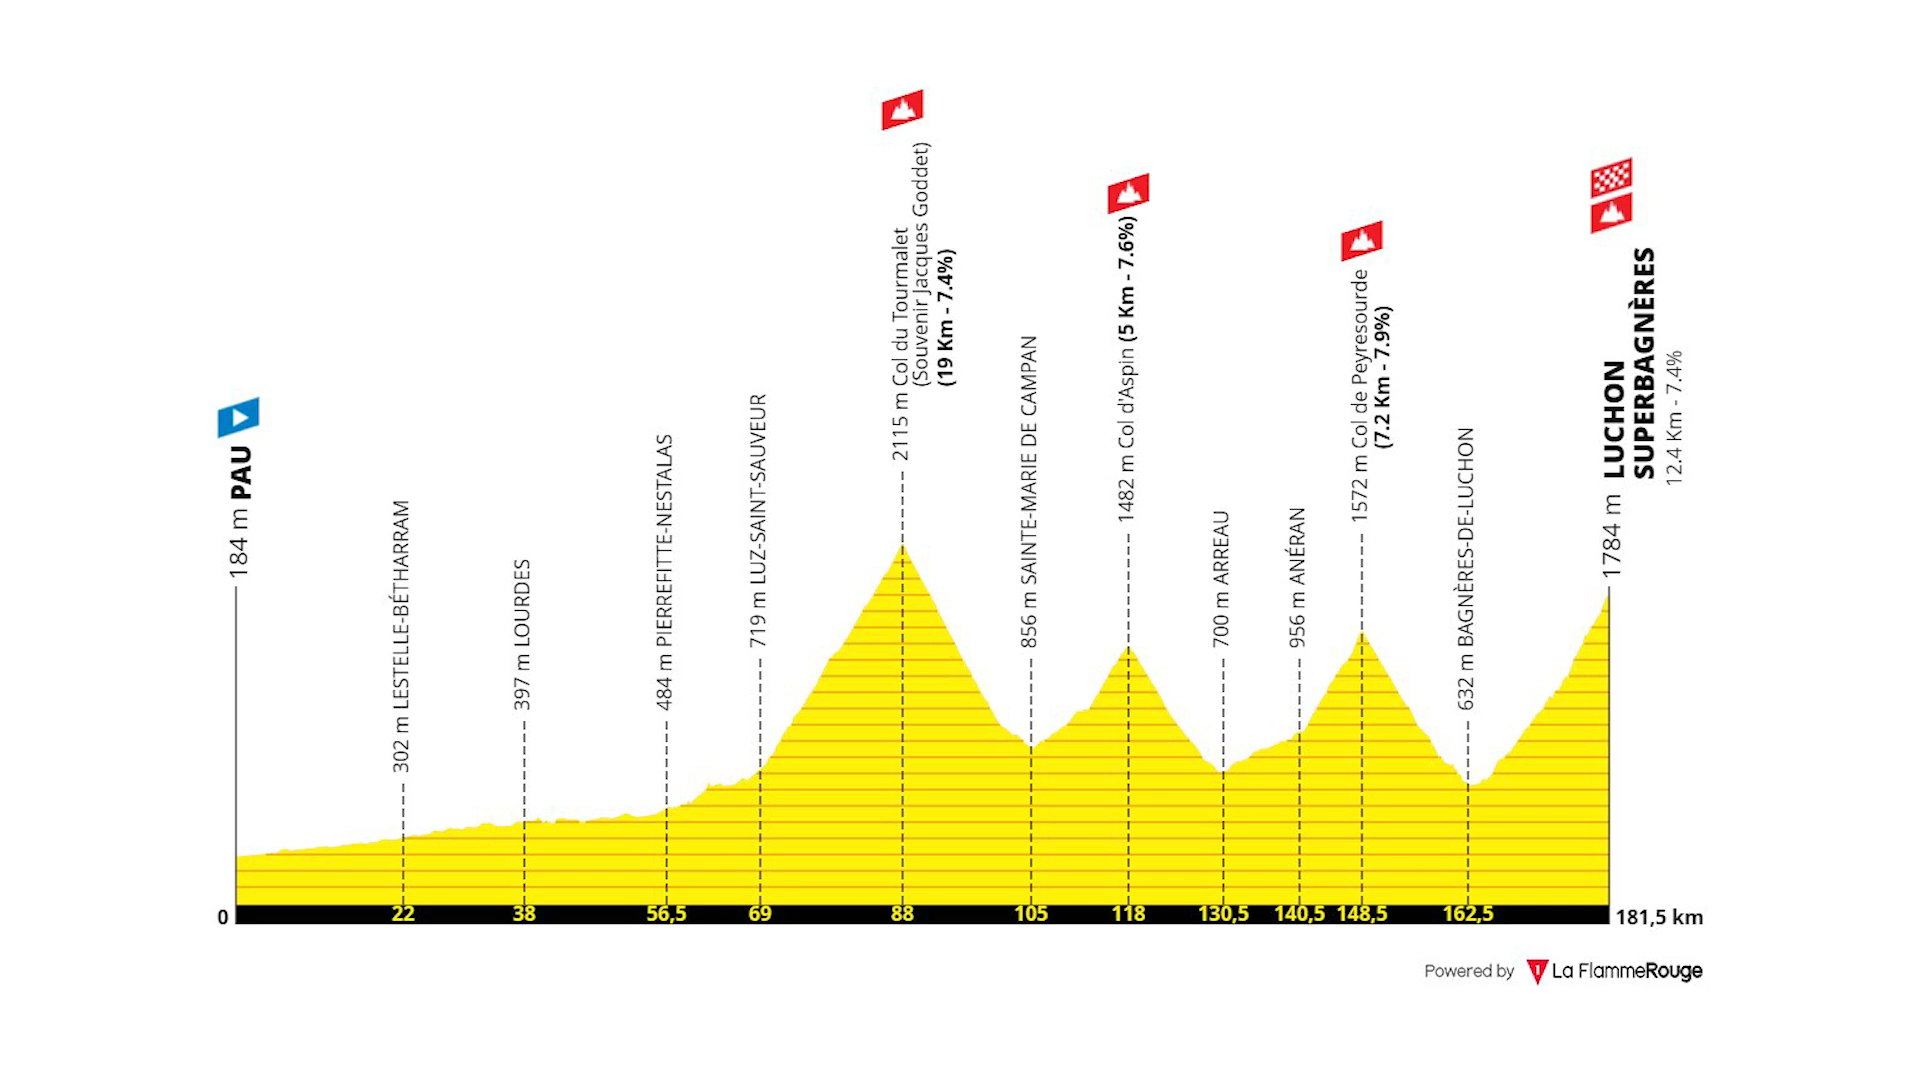 184 m PAU
302 m LESTELLE-BÉTHARRAM
397 m LOURDES
484 m PIERREFITTE-NESTALAS
719 m LUZ-SAINT-SAUVEUR
2115 m Col du Tourmalet
(Souvenir Jacques Goddet)
(19 Km - 7.4%)
856 m SAINTE-MARIE DE CAMPAN
1482 m Col d'Aspin (5 Km - 7.6%)
700 m ARREAU
956 m ANÉRAN
1572 m Col de Peyresourde
(7.2 Km - 7.9%)
632 m BAGNÈRES-DE-LUCHON
1784 m LUCHON
SUPERBAGNÈRES
12.4 Km - 7.4%
0 22 38 56,5 69 88 105 118 130,5 140,5 148,5 162,5 181,5 km
Powered by 1 La FlammeRouge